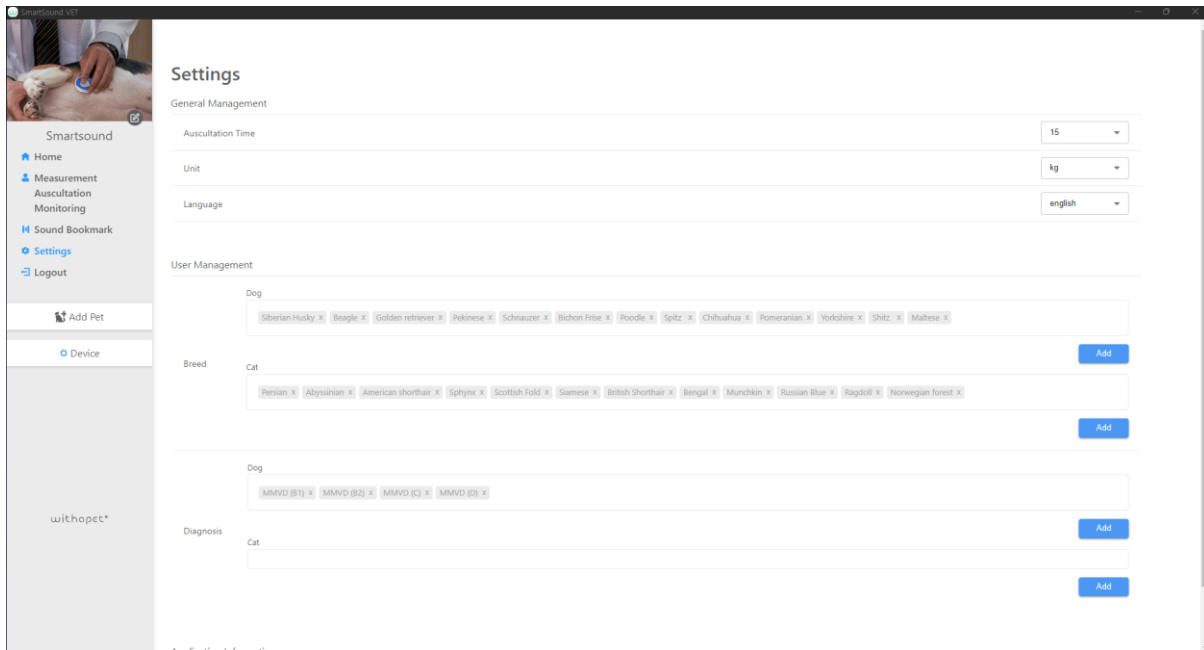 SmartSound VET
Smartsound
Home
Measurement
Auscultation
Monitoring
Sound Bookmark
Settings
Logout
Add Pet
Device
withapet
Settings
General Management
Auscultation Time 15
Unit kg
Language english
User Management
Breed
Dog
Siberian Husky x Beagle x Golden retriever x Pekinese x Schnauzer x Bichon Frise x Poodle x Spitz x Chihuahua x Pomeranian x Yorkshire x Shitz x Maltese x
Add
Cat
Persian x Abyssinian x American shorthair x Sphynx x Scottish Fold x Siamese x British Shorthair x Bengal x Munchkin x Russian Blue x Ragdoll x Norwegian forest x
Add
Diagnosis
Dog
MMVD (B1) x MMVD (B2) x MMVD (C) x MMVD (D) x
Add
Cat
Add